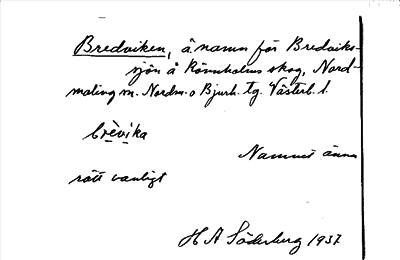 Bredviken, ä. namn för Bredviks-
sjön å Rönnholms skog, Nord-
maling sn. Nordm. o Bjurh. tg. Västerb. l.
brèvika
Namnet ännu
rätt vanligt
H A Söderberg 1937